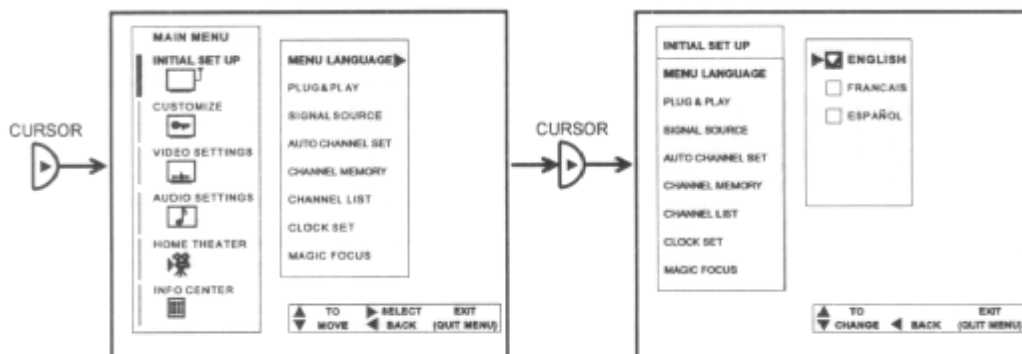 CURSOR
MAIN MENU
INITIAL SET UP
CUSTOMIZE
VIDEO SETTINGS
AUDIO SETTINGS
HOME THEATER
INFO CENTER
MENU LANGUAGE
PLUG & PLAY
SIGNAL SOURCE
AUTO CHANNEL SET
CHANNEL MEMORY
CHANNEL LIST
CLOCK SET
MAGIC FOCUS
TO SELECT EXIT
MOVE BACK (QUIT MENU)
CURSOR
INITIAL SET UP
MENU LANGUAGE
PLUG & PLAY
SIGNAL SOURCE
AUTO CHANNEL SET
CHANNEL MEMORY
CHANNEL LIST
CLOCK SET
MAGIC FOCUS
ENGLISH
FRANCAIS
ESPAÑOL
TO EXIT
CHANGE BACK (QUIT MENU)